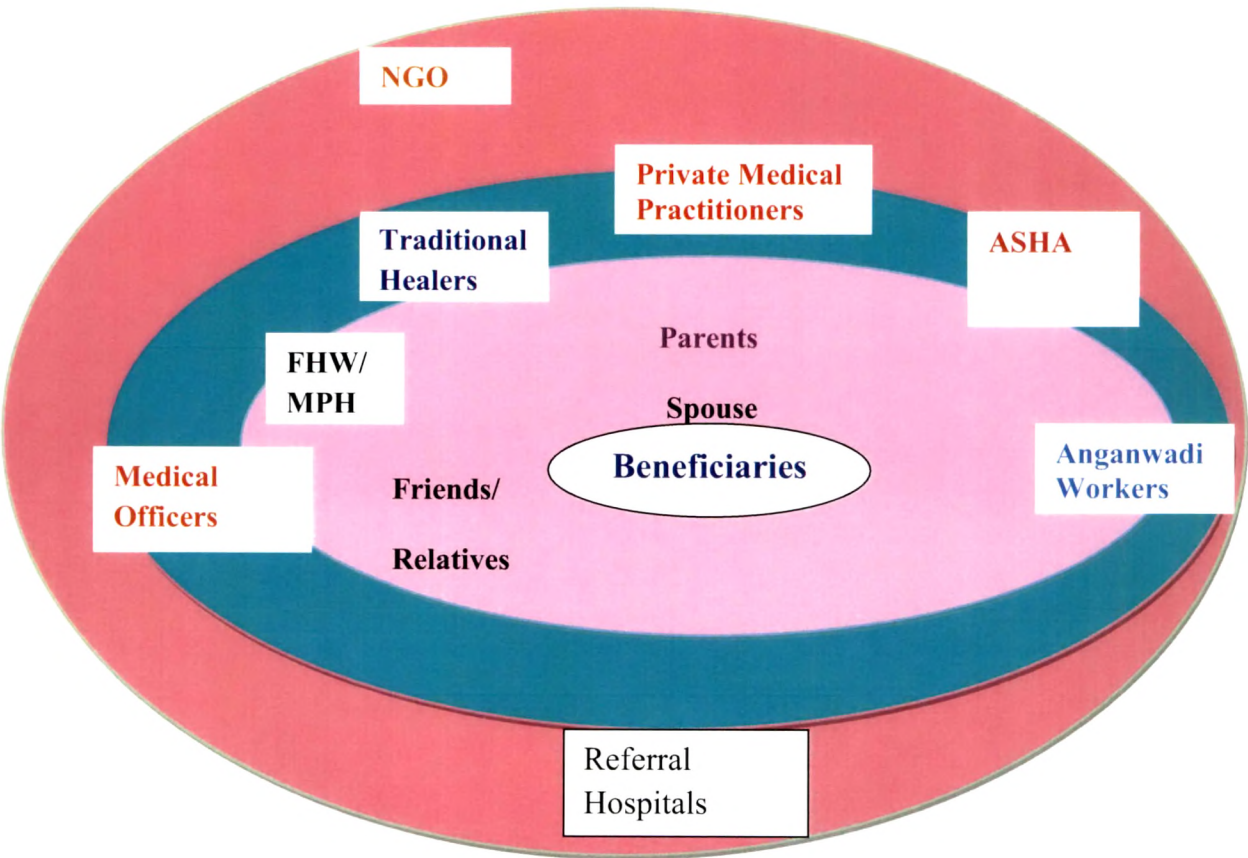 NGO
Private Medical
Practitioners
ASHA
Traditional
Healers
Parents
FHW/
MPH
Spouse
Beneficiaries
Anganwadi
Workers
Medical
Officers
Friends/
Relatives
Referral
Hospitals